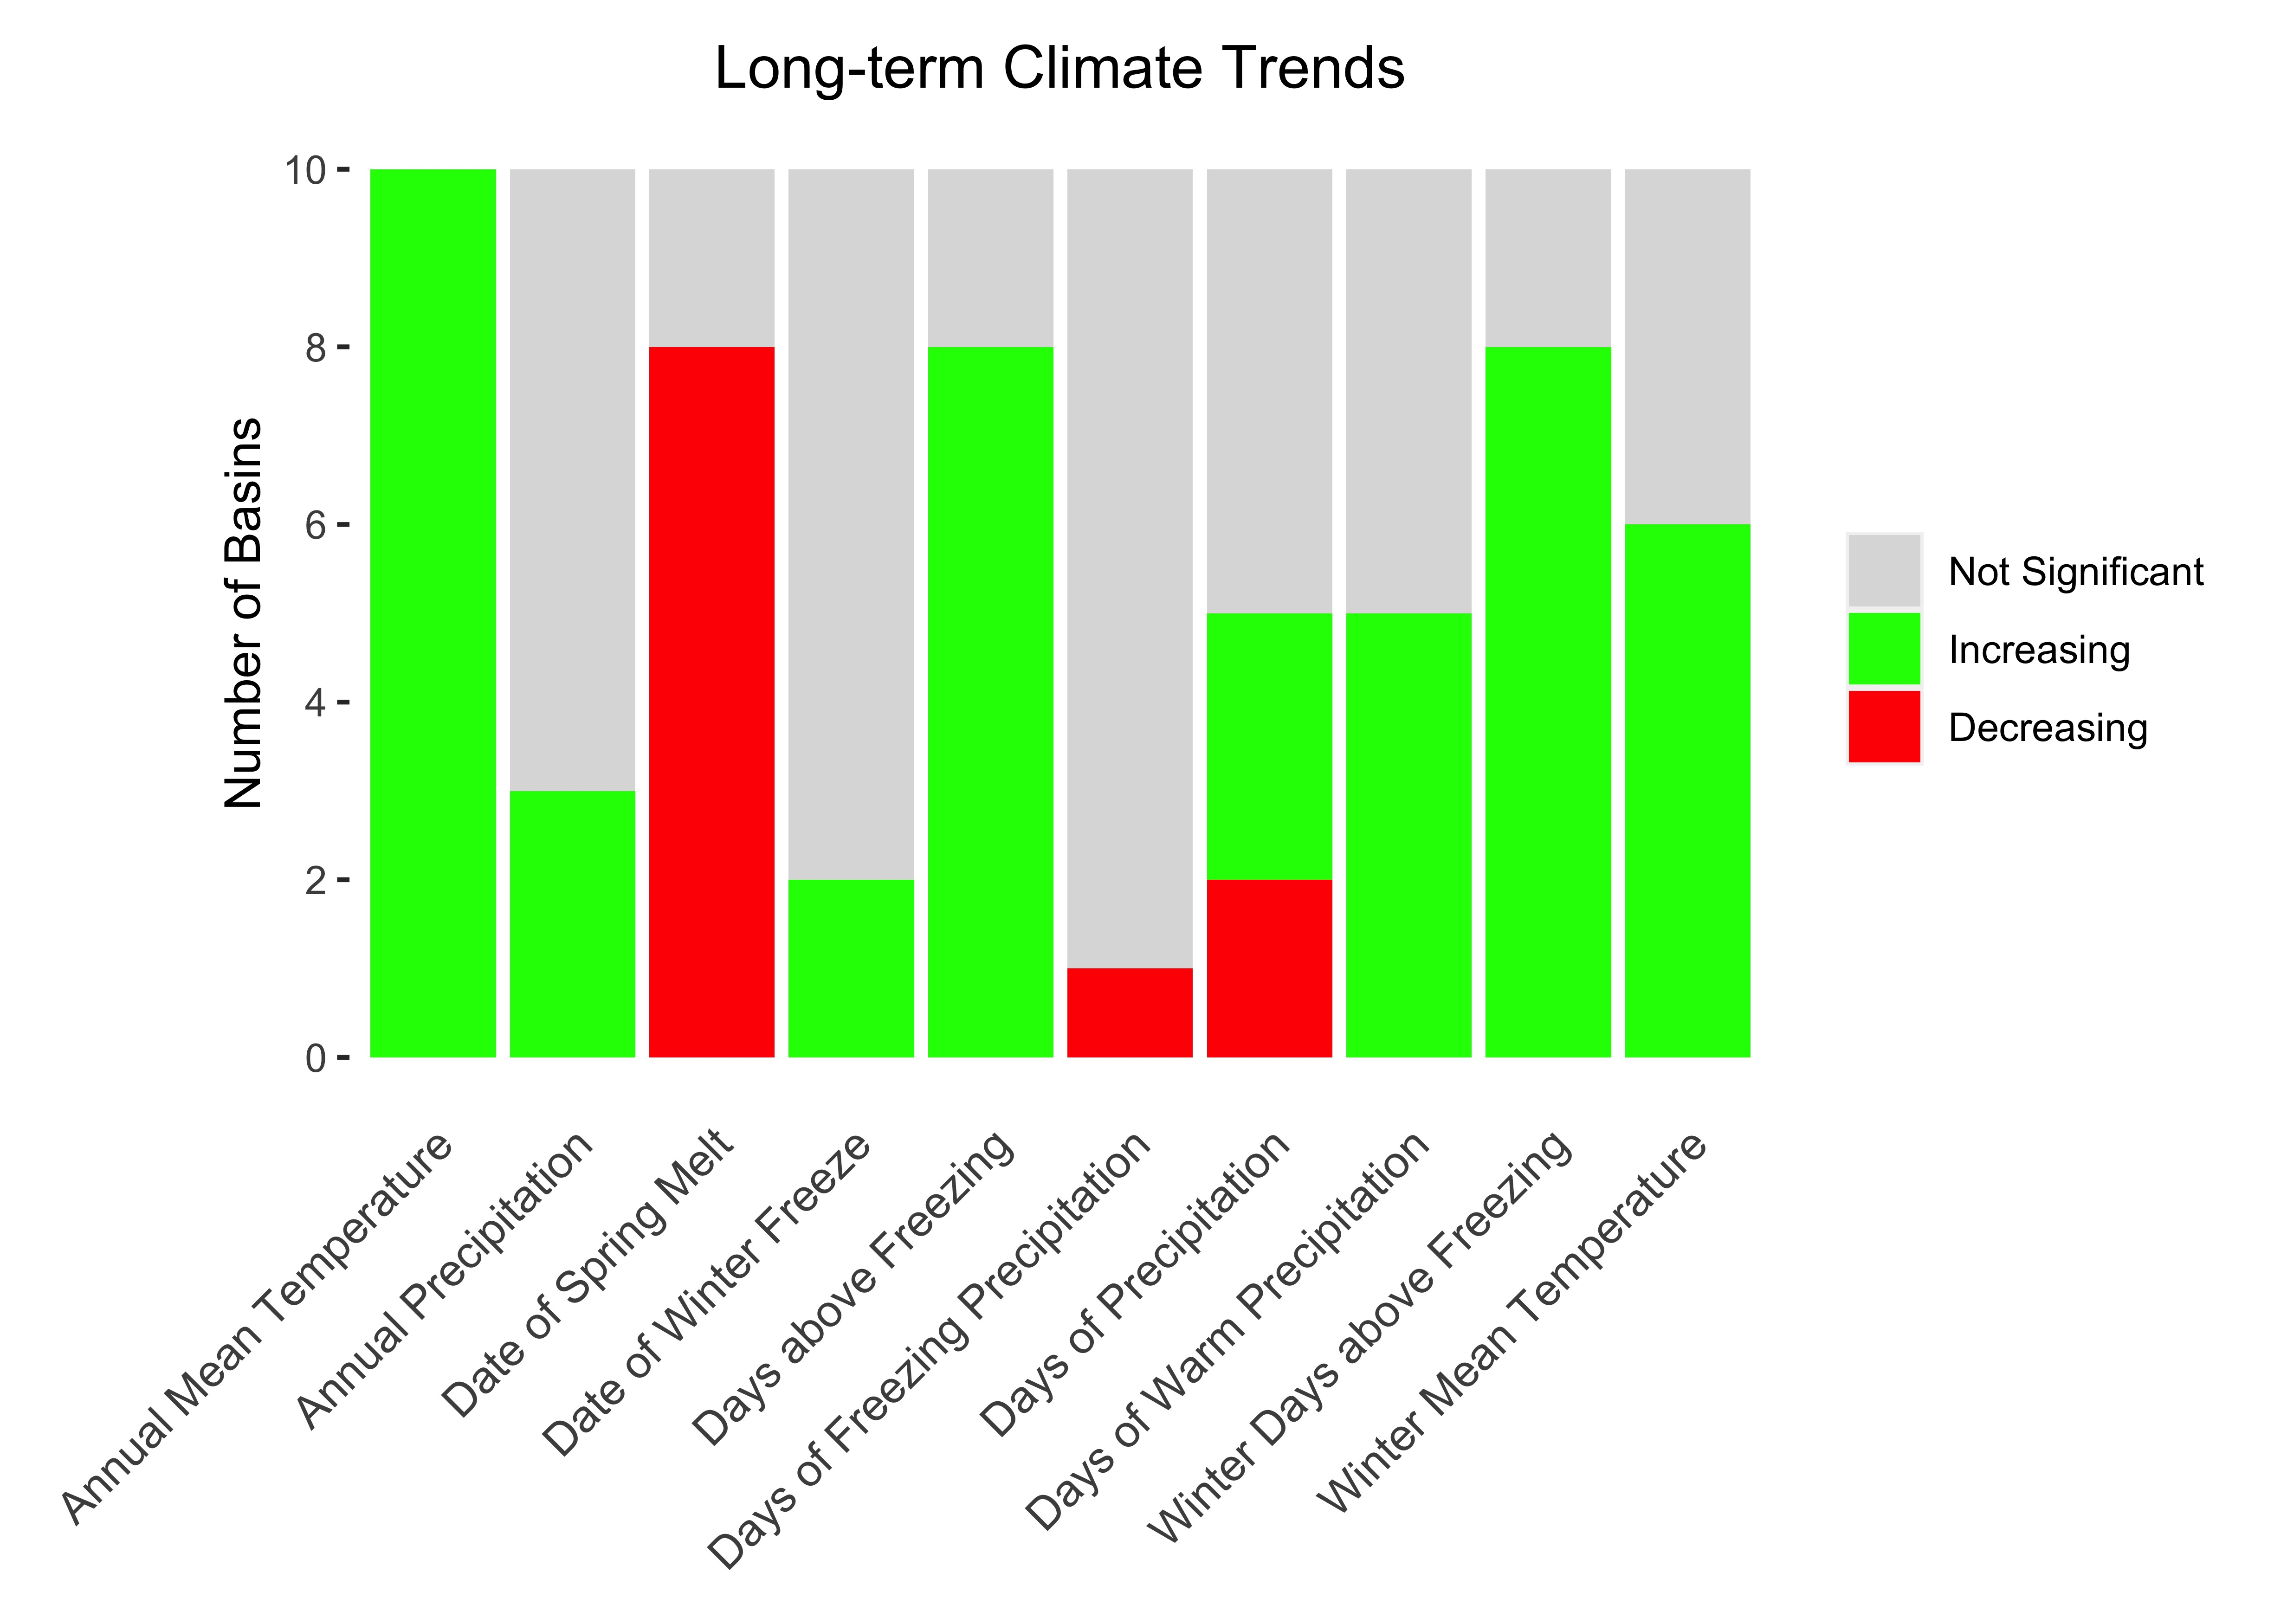 Long-term Climate Trends
Number of Basins
10
8
6
4
2
0
Annual Mean Temperature
Annual Precipitation
Date of Spring Melt
Date of Winter Freeze
Days above Freezing
Days of Freezing Precipitation
Days of Precipitation
Days of Warm Precipitation
Winter Days above Freezing
Winter Mean Temperature
Not Significant
Increasing
Decreasing